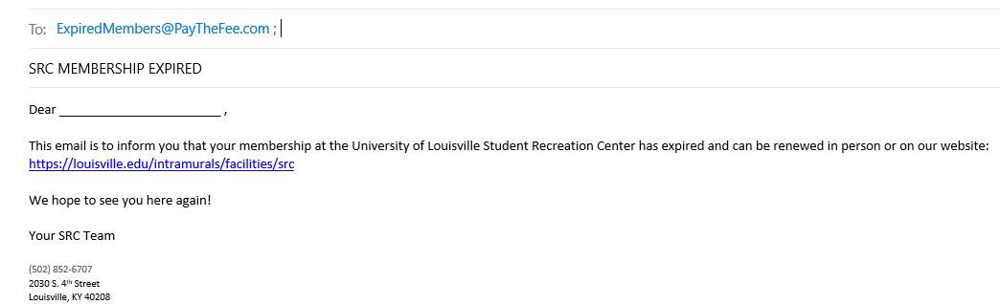 To: ExpiredMembers@PayTheFee.com ;
SRC MEMBERSHIP EXPIRED
Dear _________________________ ,
This email is to inform you that your membership at the University of Louisville Student Recreation Center has expired and can be renewed in person or on our website:
https://louisville.edu/intramurals/facilities/src
We hope to see you here again!
Your SRC Team
(502) 852-6707
2030 S. 4th Street
Louisville, KY 40208